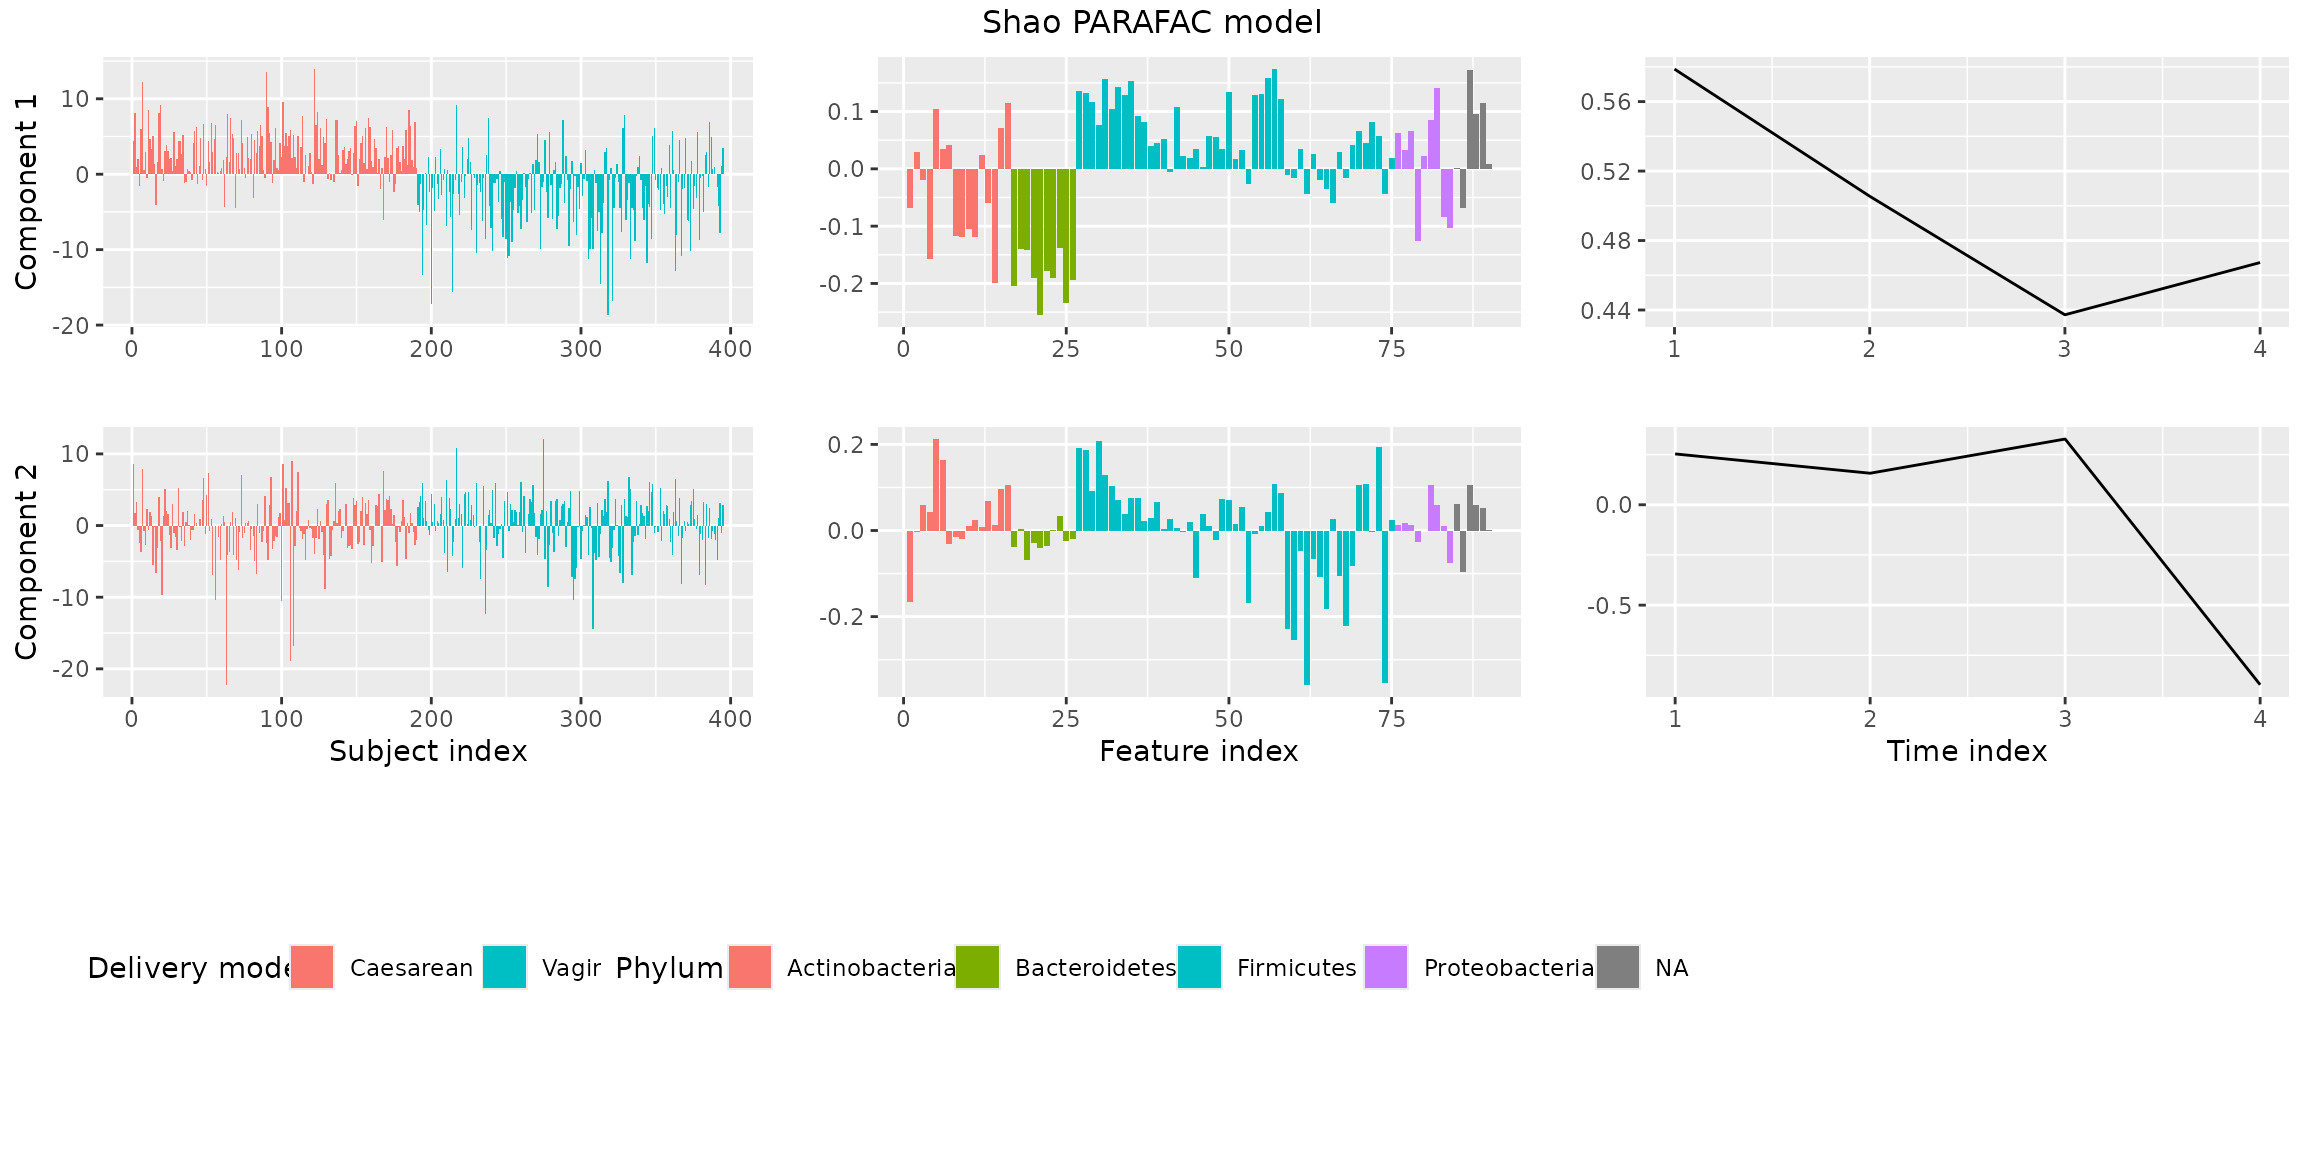 Shao PARAFAC model
Component 1
10
0
-10
-20
0 100 200 300 400
0.1
0.0
-0.1
-0.2
0 25 50 75
0.56
0.52
0.48
0.44
1 2 3 4
Component 2
10
0
-10
-20
0 100 200 300 400
Subject index
0.2
0.0
-0.2
0 25 50 75
Feature index
0.0
-0.5
1 2 3 4
Time index
Delivery mode Caesarean Vagir Phylum Actinobacteria Bacteroidetes Firmicutes Proteobacteria NA